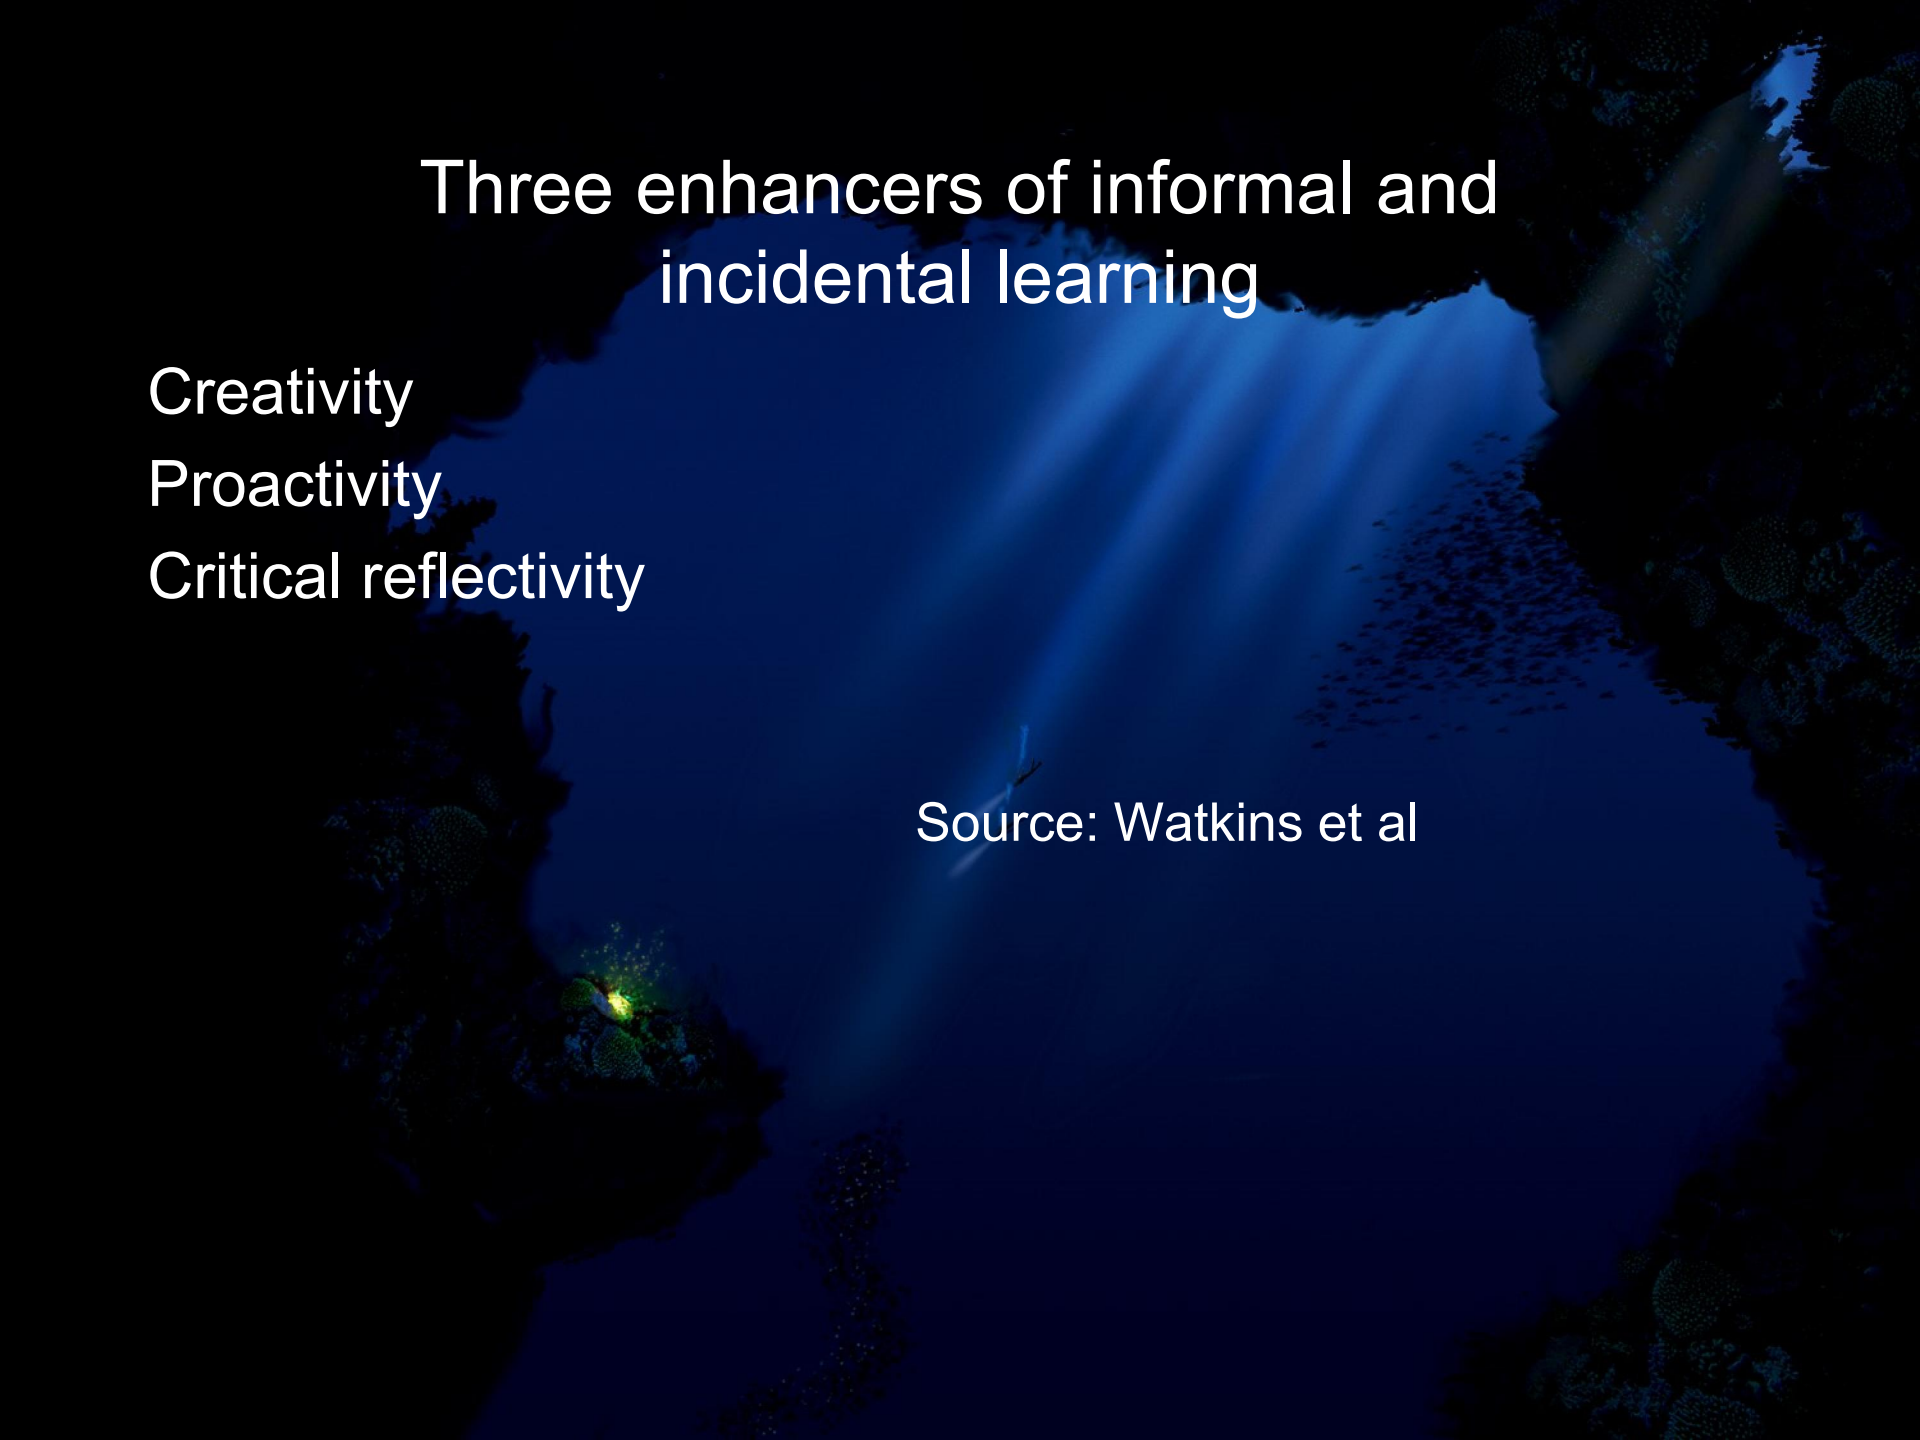 Three enhancers of informal and
incidental learning
Creativity
Proactivity
Critical reflectivity
Source: Watkins et al